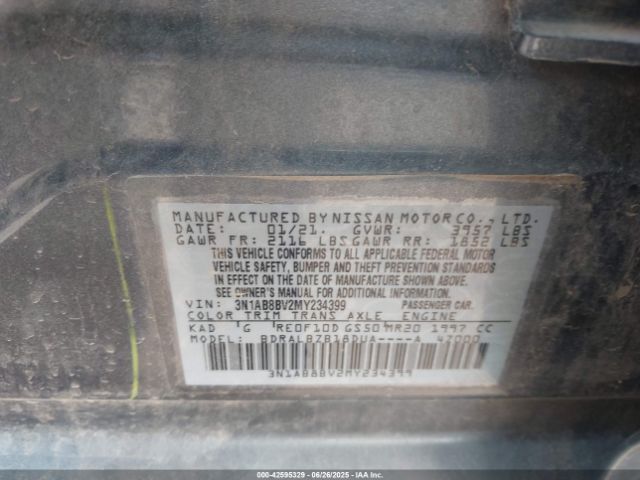 MANUFACTURED BY NISSAN MOTOR CO., LTD.
DATE: 01/21. GVWR: 3957 LBS
GAWR FR: 2116 LBS GAWR RR: 1852 LBS
THIS VEHICLE CONFORMS TO ALL APPLICABLE FEDERAL MOTOR
VEHICLE SAFETY, BUMPER AND THEFT PREVENTION STANDARDS
IN EFFECT ON THE DATE OF MANUFACTURE SHOWN ABOVE.
SEE OWNER'S MANUAL FOR ADDITIONAL INFORMATION
VIN: 3N1AB8BV2MY234399 PASSENGER CAR.
COLOR TRIM TRANS AXLE ENGINE
KAD G RE0F10D GS50 MR20 1997 CC
MODEL: BDRALBZB18DUA----A 47000
3N1AB8BV2MY234399
000-42595329 06/26/2025 IAA Inc.